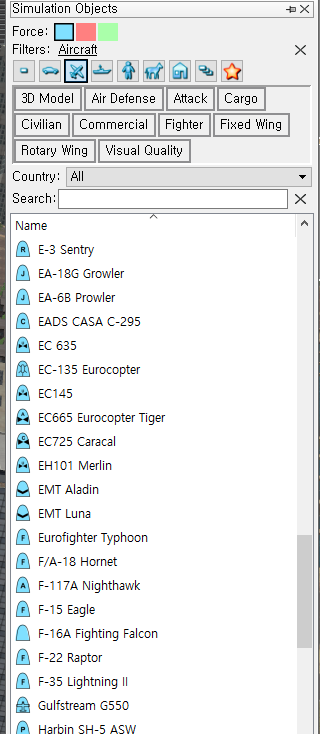 Simulation Objects
Force:
Filters: Aircraft
3D Model Air Defense Attack Cargo
Civilian Commercial Fighter Fixed Wing
Rotary Wing Visual Quality
Country: All
Search:
Name
R E-3 Sentry
J EA-18G Growler
J EA-6B Prowler
C EADS CASA C-295
EC 635
EC-135 Eurocopter
EC145
A EC665 Eurocopter Tiger
C EC725 Caracal
EH101 Merlin
EMT Aladin
EMT Luna
F Eurofighter Typhoon
F F/A-18 Hornet
A F-117A Nighthawk
F F-15 Eagle
F-16A Fighting Falcon
F F-22 Raptor
F F-35 Lightning II
Gulfstream G550
P Harbin SH-5 ASW